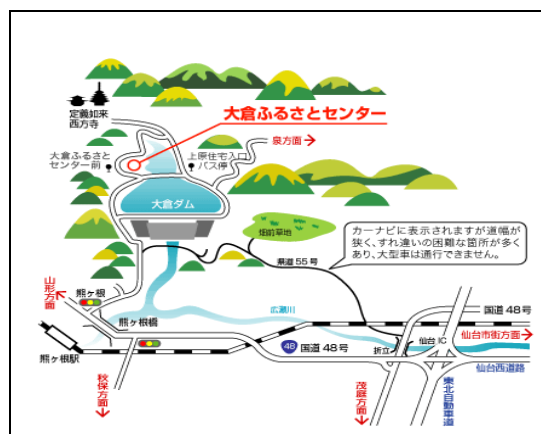 定義如来
西方寺
大倉ふるさとセンター
泉方面
大倉ふるさと
センター前
上原住宅入口
バス停
大倉ダム
畑前草地
カーナビに表示されますが道幅が
狭く、すれ違いの困難な箇所が多く
あり、大型車は通行できません。
県道55号
山形方面
熊ヶ根
熊ヶ根橋
広瀬川
国道48号
仙台市街方面
熊ヶ根駅
48
国道48号
折立
仙台IC
仙台西道路
秋保方面
茂庭方面
東北自動車道